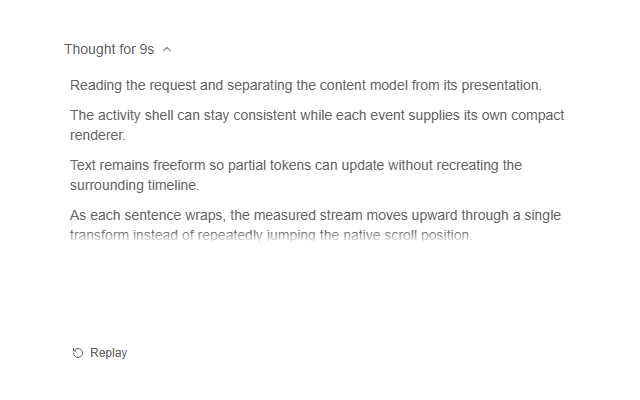 Thought for 9s
Reading the request and separating the content model from its presentation.
The activity shell can stay consistent while each event supplies its own compact
renderer.
Text remains freeform so partial tokens can update without recreating the
surrounding timeline.
As each sentence wraps, the measured stream moves upward through a single
transform instead of repeatedly jumping the native scroll position.
Replay